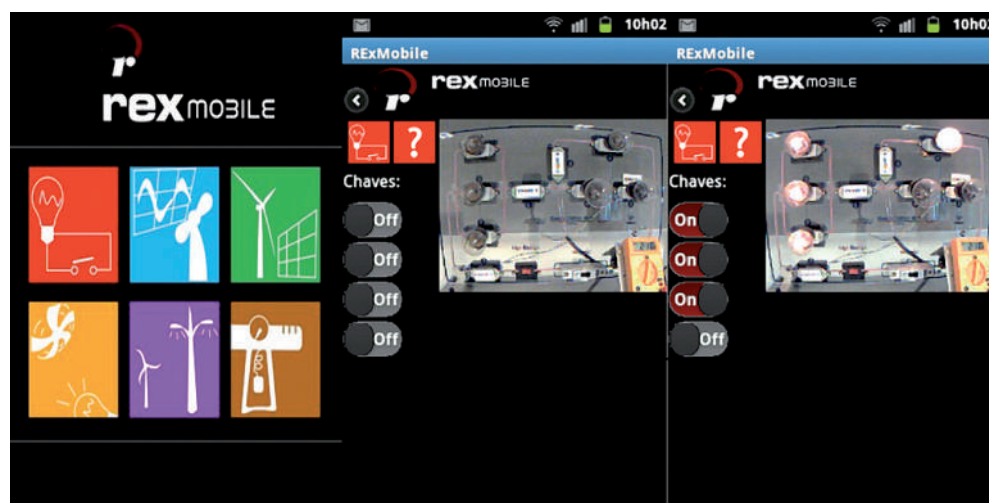 r
rexmobile
10h02
RExMobile
r
rexmobile
?
Chaves:
Off
Off
Off
Off
10h02
RExMobile
r
rexmobile
?
Chaves:
On
On
On
Off